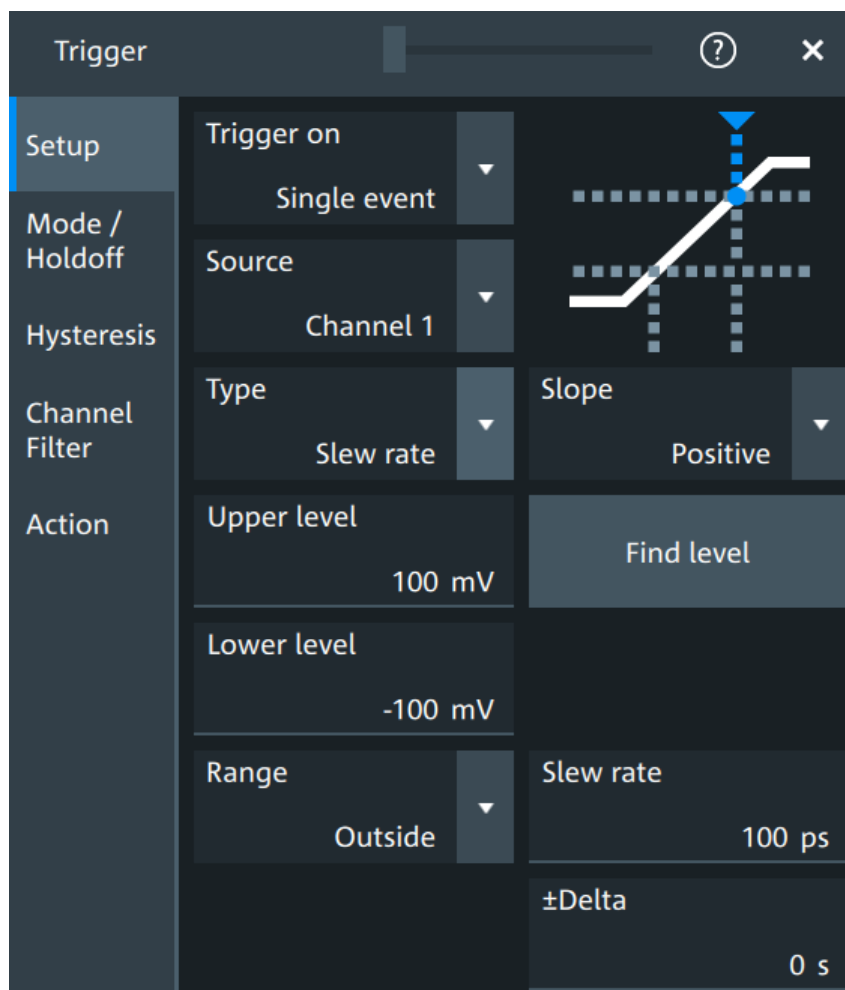 Trigger
?
Setup
Mode /
Holdoff
Hysteresis
Channel
Filter
Action
Trigger on
Single event
Source
Channel 1
Type
Slew rate
Slope
Positive
Upper level
100 mV
Find level
Lower level
-100 mV
Range
Outside
Slew rate
100 ps
±Delta
0 s